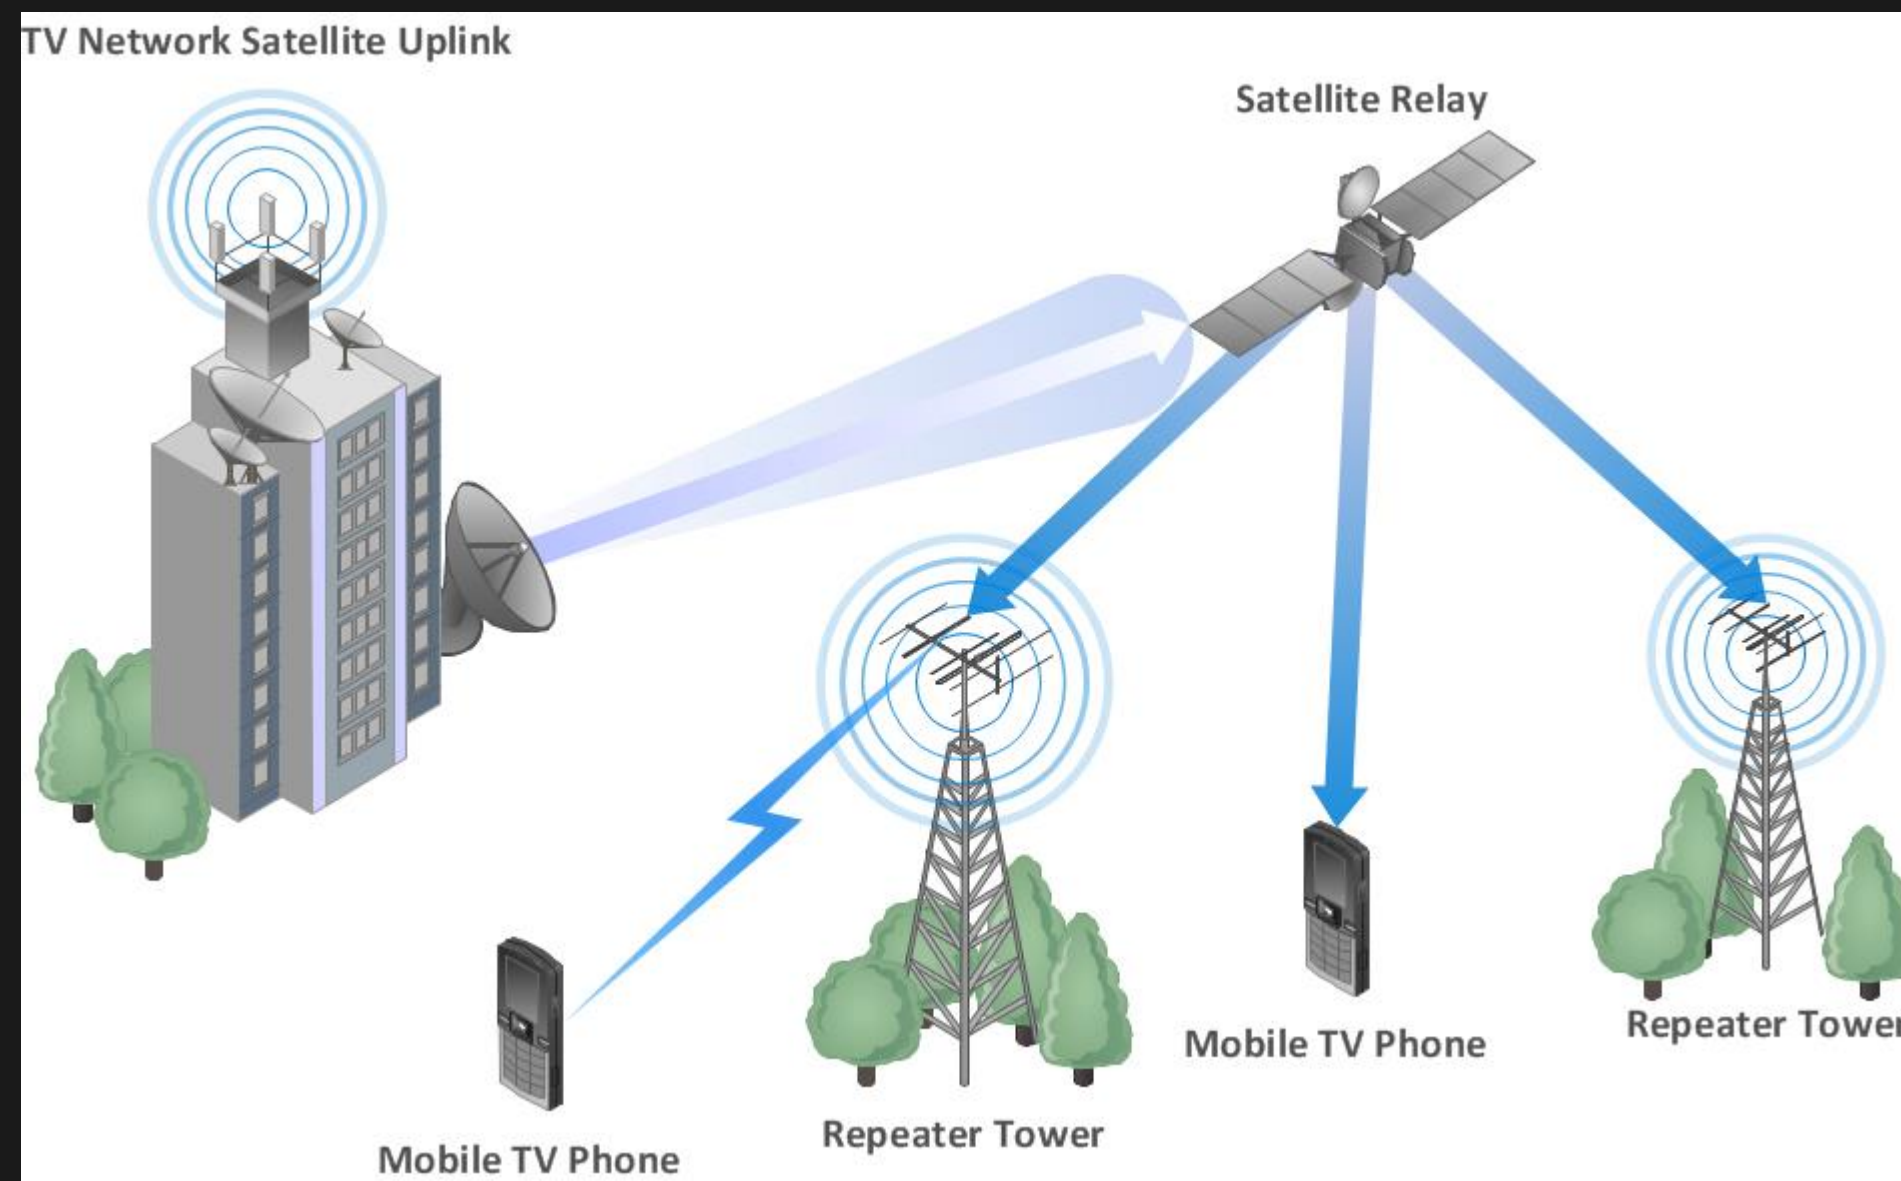 TV Network Satellite Uplink
Satellite Relay
Mobile TV Phone
Repeater Tower
Mobile TV Phone
Repeater Tower